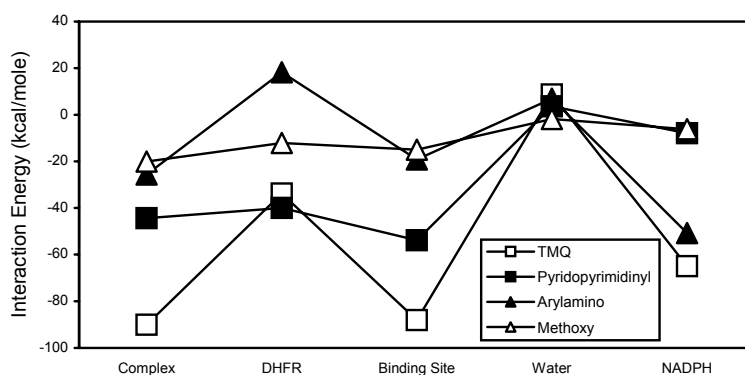 Interaction Energy (kcal/mole)
40
20
0
-20
-40
-60
-80
-100
TMQ
Pyridopyrimidinyl
Arylamino
Methoxy
Complex DHFR Binding Site Water NADPH